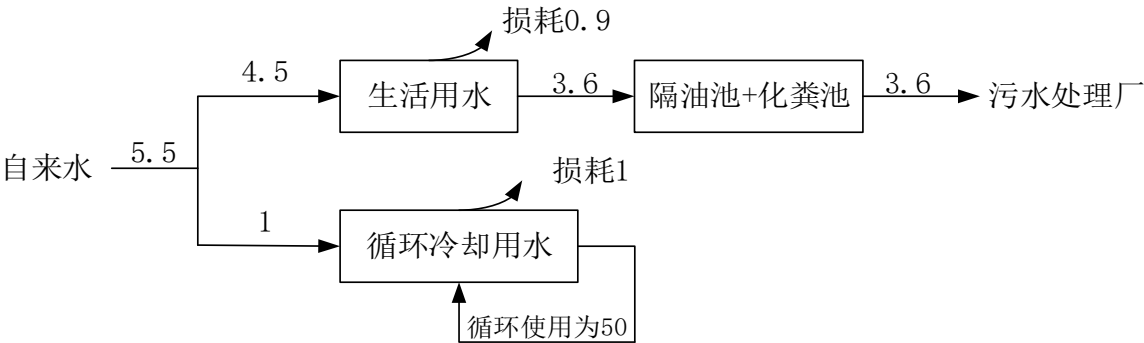 损耗0.9
4.5
生活用水
3.6
隔油池+化粪池
3.6
污水处理厂
自来水
5.5
损耗1
1
循环冷却用水
循环使用为50